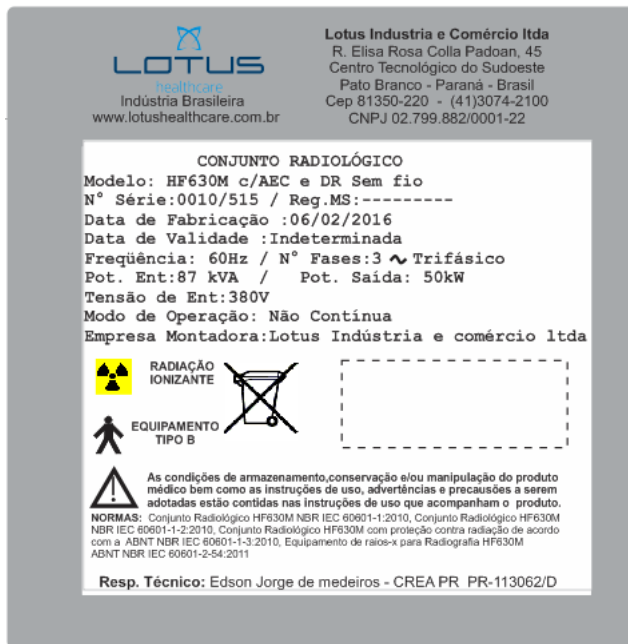 LOTUS
healthcare
Indústria Brasileira
www.lotushealthcare.com.br
Lotus Industria e Comércio ltda
R. Elisa Rosa Colla Padoan, 45
Centro Tecnológico do Sudoeste
Pato Branco - Paraná - Brasil
Cep 81350-220 - (41)3074-2100
CNPJ 02.799.882/0001-22
CONJUNTO RADIOLÓGICO
Modelo: HF630M c/AEC e DR Sem fio
N° Série:0010/515 / Reg.MS:---------
Data de Fabricação :06/02/2016
Data de Validade :Indeterminada
Freqüência: 60Hz / N° Fases:3 ~ Trifásico
Pot. Ent:87 kVA / Pot. Saída: 50kW
Tensão de Ent:380V
Modo de Operação: Não Contínua
Empresa Montadora:Lotus Indústria e comércio ltda
RADIAÇÃO
IONIZANTE
EQUIPAMENTO
TIPO B
As condições de armazenamento,conservação e/ou manipulação do produto
médico bem como as instruções de uso, advertências e precausões a serem
adotadas estão contidas nas instruções de uso que acompanham o produto.
NORMAS: Conjunto Radiológico HF630M NBR IEC 60601-1:2010, Conjunto Radiológico HF630M
NBR IEC 60601-1-2:2010, Conjunto Radiológico HF630M com proteção contra radiação de acordo
com a ABNT NBR IEC 60601-1-3:2010, Equipamento de raios-x para Radiografia HF630M
ABNT NBR IEC 60601-2-54:2011
Resp. Técnico: Edson Jorge de medeiros - CREA PR PR-113062/D